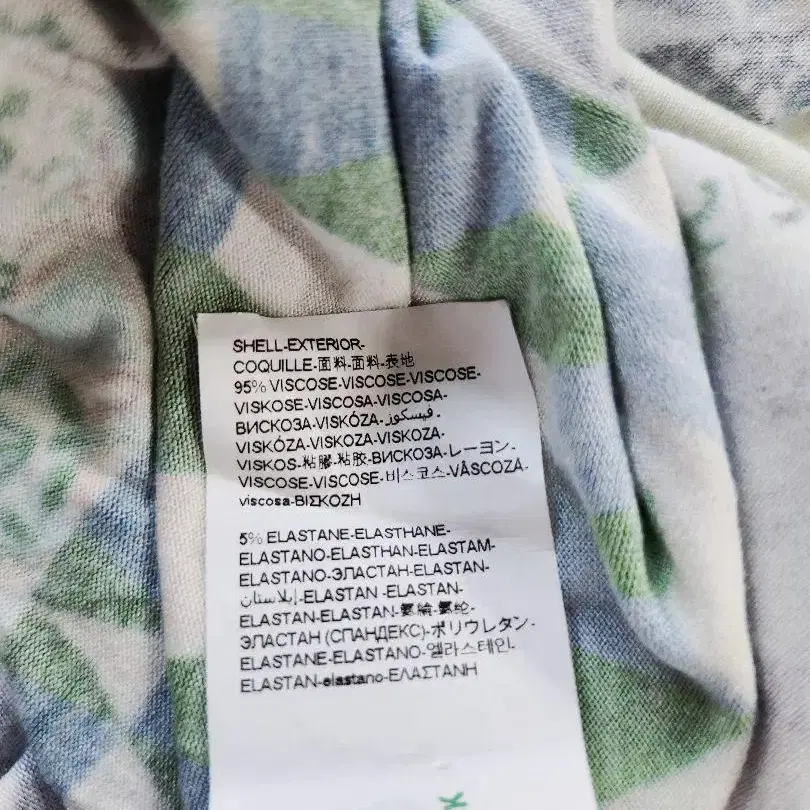 SHELL-EXTERIOR-
COQUILLE-面料-面料-表地
95% VISCOSE-VISCOSE-VISCOSE-
VISKOSE-VISCOSA-VISCOSA-
ВИСКОЗА-VISKÓZA-فيسكوز-
VISKÓZA-VISKOZA-VISKOZA-
VISKOS-粘膠-粘胶-ВИСКОЗА-レーヨン-
VISCOSE-VISCOSE-비스코스-VÂSCOZÁ-
viscosa-ΒΙΣΚΟΖΗ
5% ELASTANE-ELASTHANE-
ELASTANO-ELASTHAN-ELASTAM-
ELASTANO-ЭЛАСТАН-ELASTAN-
إيلاستان-ELASTAN -ELASTAN-
ELASTAN-ELASTAN-氨綸-氨纶-
ЭЛАСТАН (СПАНДЕКС)-ポリウレタン-
ELASTANE-ELASTANO-엘라스테인-
ELASTAN-elastano-ΕΛΑΣΤΑΝΗ
K